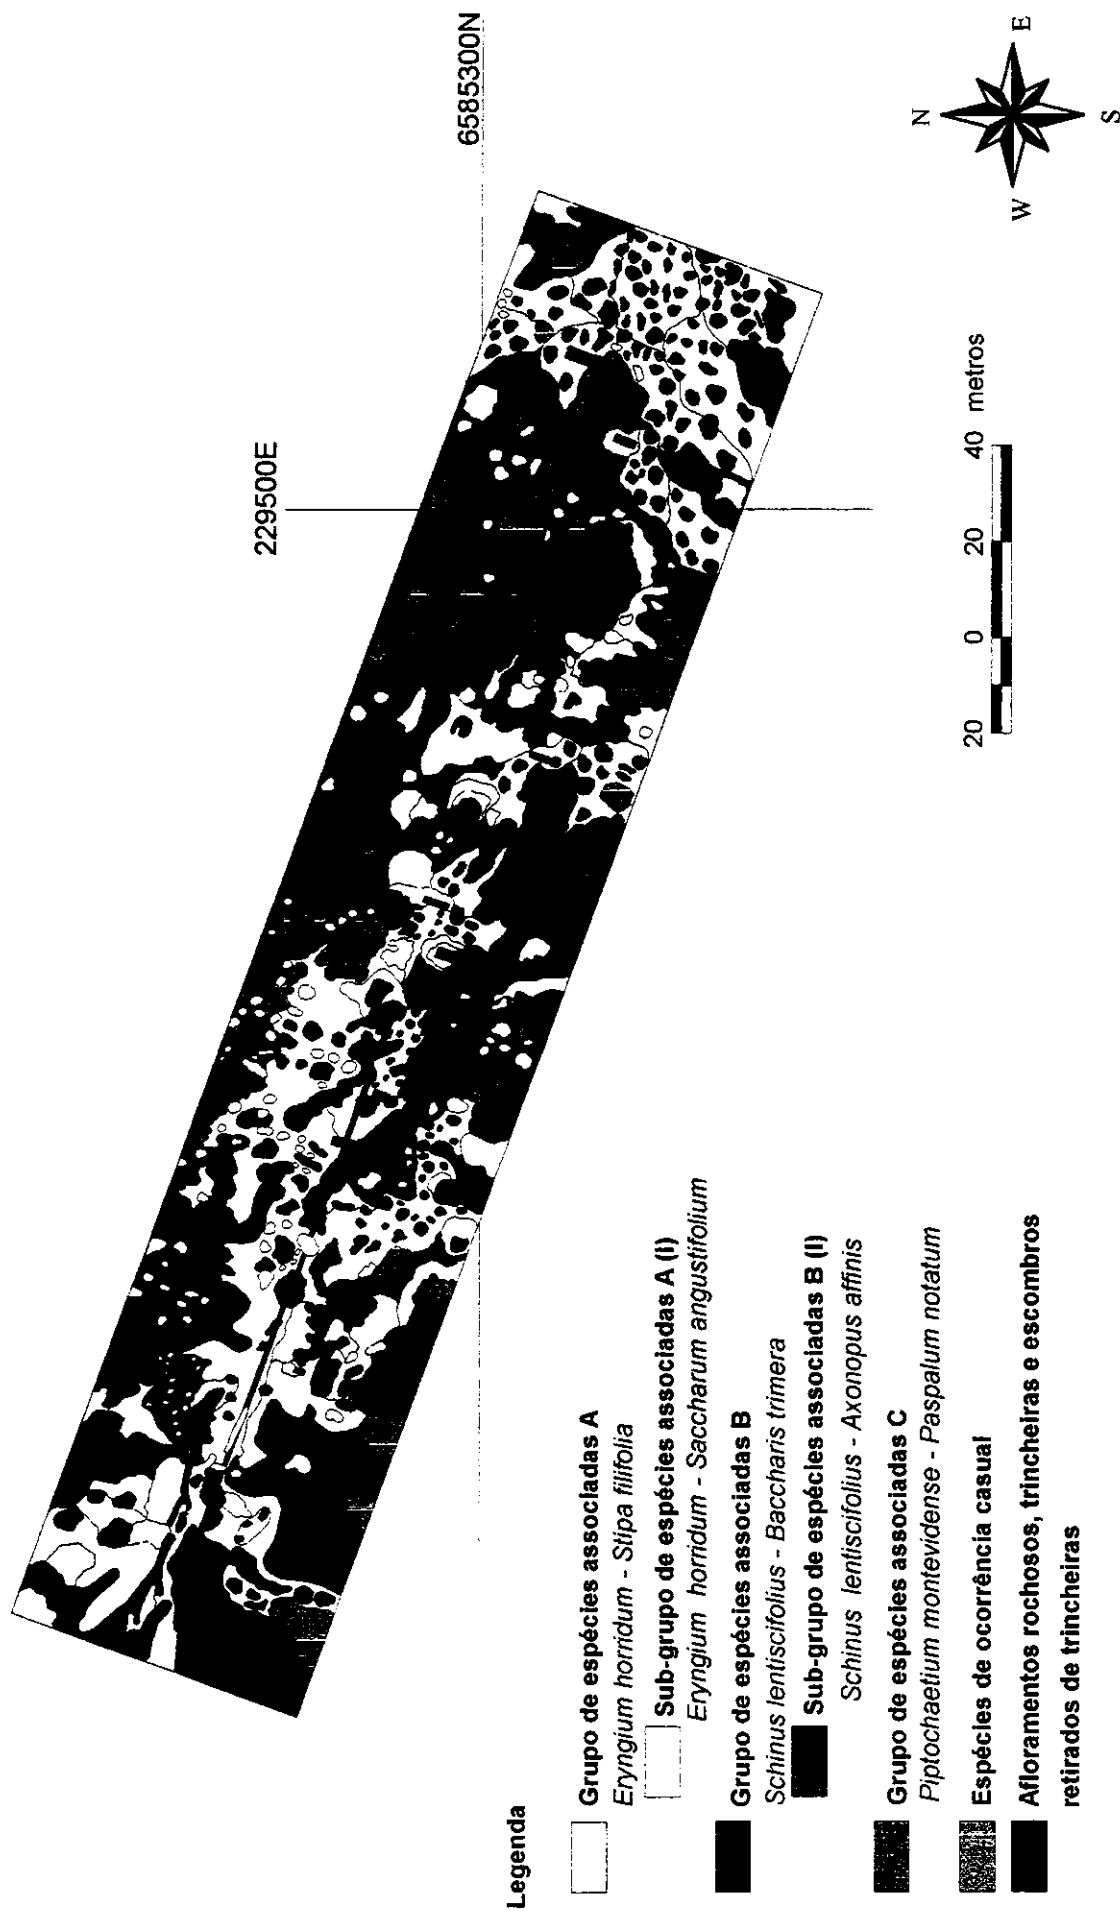 6585300N
229500E
N
E
W
S
20 0 20 40 metros
Legenda
Grupo de espécies associadas A
Eryngium horridum - Stipa filifolia
Sub-grupo de espécies associadas A (I)
Eryngium horridum - Saccharum angustifolium
Grupo de espécies associadas B
Schinus lentiscifolius - Baccharis trimera
Sub-grupo de espécies associadas B (I)
Schinus lentiscifolius - Axonopus affinis
Grupo de espécies associadas C
Piptochaetium montevidense - Paspalum notatum
Espécies de ocorrência casual
Afloramentos rochosos, trincheiras e escombros
retirados de trincheiras